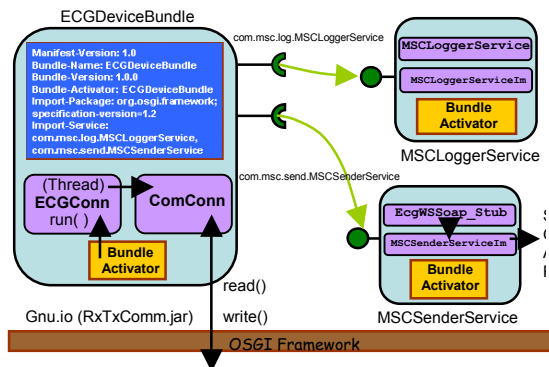 ECGDeviceBundle
Manifest-Version: 1.0
Bundle-Name: ECGDeviceBundle
Bundle-Version: 1.0.0
Bundle-Activator: ECGDeviceBundle
Import-Package: org.osgi.framework;
specification-version=1.2
Import-Service:
com.msc.log.MSCLoggerService,
com.msc.send.MSCSenderService
(Thread)
ECGConn
run( )
ComConn
Bundle
Activator
com.msc.log.MSCLoggerService
MSCLoggerService
MSCLoggerServiceIm
Bundle
Activator
MSCLoggerService
com.msc.send.MSCSenderService
EcgWSSoap_Stub
MSCSenderServiceIm
Bundle
Activator
MSCSenderService
read()
Gnu.io (RxTxComm.jar)
write()
OSGI Framework